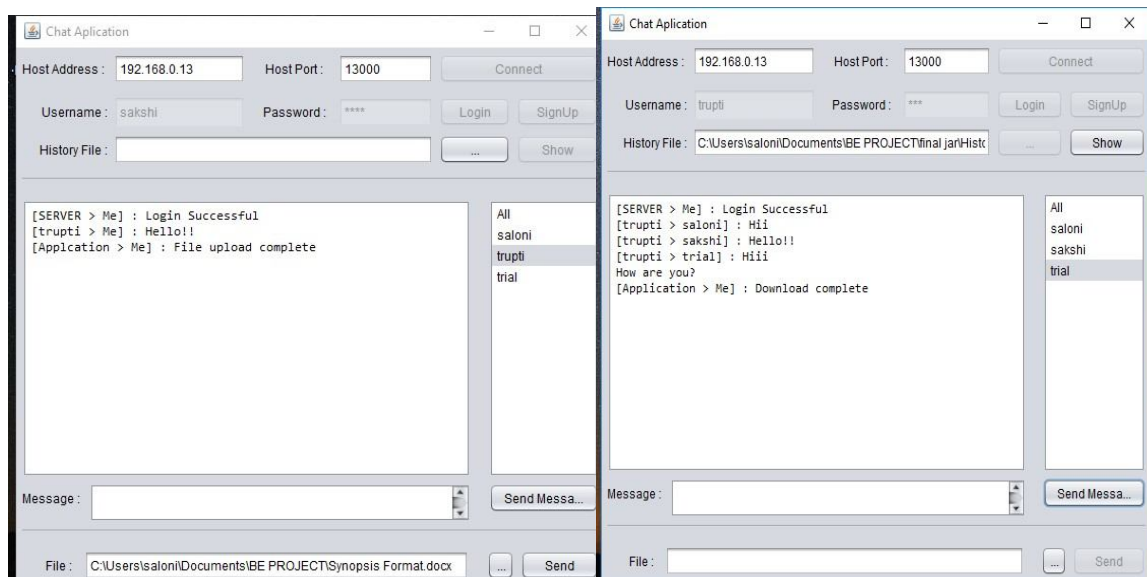 Chat Aplication
Host Address : 192.168.0.13 Host Port : 13000 Connect
Username : sakshi Password : **** Login SignUp
History File : ... Show
[SERVER > Me] : Login Successful
[trupti > Me] : Hello!!
[Applcation > Me] : File upload complete
All
saloni
trupti
trial
Message : Send Messa...
File : C:\Users\saloni\Documents\BE PROJECT\Synopsis Format.docx ... Send
Chat Aplication
Host Address : 192.168.0.13 Host Port : 13000 Connect
Username : trupti Password : *** Login SignUp
History File : C:\Users\saloni\Documents\BE PROJECT\final jar\Histo ... Show
[SERVER > Me] : Login Successful
[trupti > saloni] : Hii
[trupti > sakshi] : Hello!!
[trupti > trial] : Hiii
How are you?
[Application > Me] : Download complete
All
saloni
sakshi
trial
Message : Send Messa...
File : ... Send